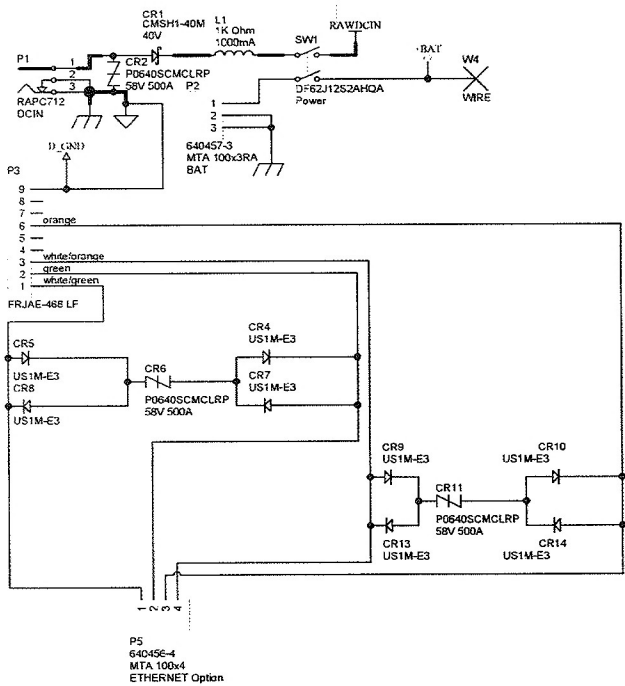 CR1
CMSH1-40M
40V
L1
1K Ohm
1000mA
SW1
RAWDCIN
P1
1
2
3
CR2
P0640SCMCLRP
58V 500A
RAPC712
DCIN
P2
1
2
3
DF62J12S2AHQA
Power
+BAT
W4
WIRE
640457-3
MTA 100x3RA
BAT
D_GND
P3
9
8
7
6 orange
5
4
3 white/orange
2 green
1 white/green
FRJAE-468 LF
CR5
US1M-E3
CR8
US1M-E3
CR6
P0640SCMCLRP
58V 500A
CR4
US1M-E3
CR7
US1M-E3
CR9
US1M-E3
CR13
US1M-E3
CR11
P0640SCMCLRP
58V 500A
CR10
US1M-E3
CR14
US1M-E3
1
2
3
4
P5
640456-4
MTA 100x4
ETHERNET Option